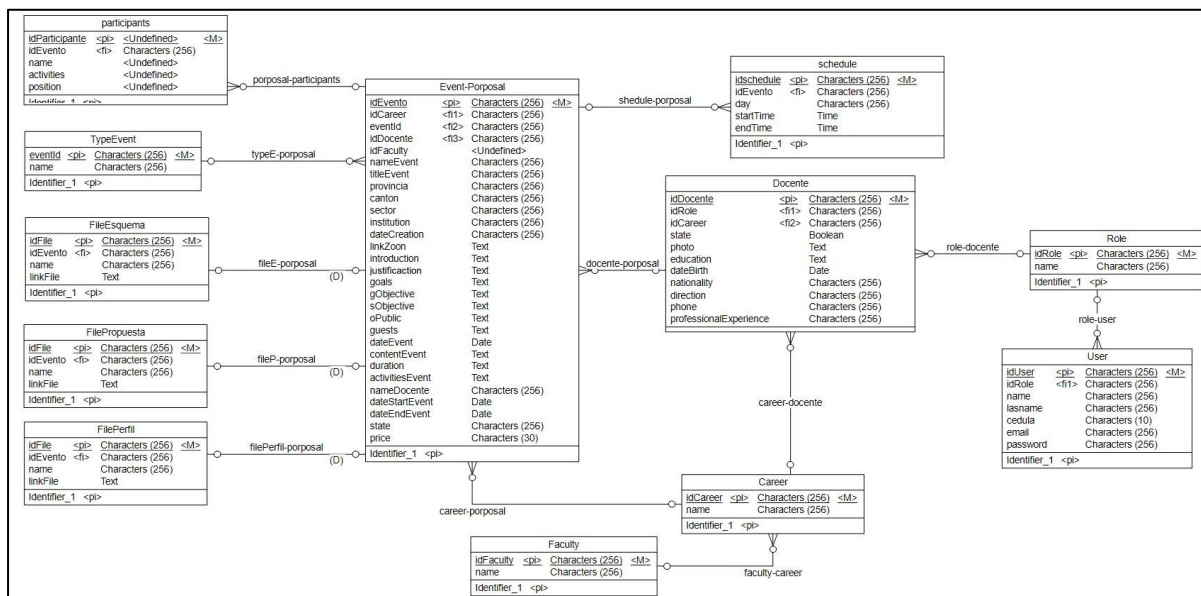 participants
idParticipante <pi> <Undefined> <M>
idEvento <fi> Characters (256)
name <Undefined>
activities <Undefined>
position <Undefined>
Identifier_1 <pi>
porposal-participants
TypeEvent
eventId <pi> Characters (256) <M>
name Characters (256)
Identifier_1 <pi>
typeE-porposal
FileEsquema
idFile <pi> Characters (256) <M>
idEvento <fi> Characters (256)
name Characters (256)
linkFile Text
Identifier_1 <pi>
fileE-porposal
(D)
FilePropuesta
idFile <pi> Characters (256) <M>
idEvento <fi> Characters (256)
name Characters (256)
linkFile Text
Identifier_1 <pi>
fileP-porposal
(D)
FilePerfil
idFile <pi> Characters (256) <M>
idEvento <fi> Characters (256)
name Characters (256)
linkFile Text
Identifier_1 <pi>
filePerfil-porposal
(D)
Event-Porposal
idEvento <pi> Characters (256) <M>
idCareer <fi1> Characters (256)
eventId <fi2> Characters (256)
idDocente <fi3> Characters (256)
idFaculty <Undefined>
nameEvent Characters (256)
titleEvent Characters (256)
provincia Characters (256)
canton Characters (256)
sector Characters (256)
institution Characters (256)
dateCreation Characters (256)
linkZoon Text
introduction Text
justificaction Text
goals Text
gObjective Text
sObjective Text
oPublic Text
guests Text
dateEvent Date
contentEvent Text
duration Text
activitiesEvent Text
nameDocente Characters (256)
dateStartEvent Date
dateEndEvent Date
state Characters (256)
price Characters (30)
Identifier_1 <pi>
shedule-porposal
schedule
idschedule <pi> Characters (256) <M>
idEvento <fi> Characters (256)
day Characters (256)
startTime Time
endTime Time
Identifier_1 <pi>
docente-porposal
Docente
idDocente <pi> Characters (256) <M>
idRole <fi1> Characters (256)
idCareer <fi2> Characters (256)
state Boolean
photo Text
education Text
dateBirth Date
nationality Characters (256)
direction Characters (256)
phone Characters (256)
professionalExperience Characters (256)
role-docente
Role
idRole <pi> Characters (256) <M>
name Characters (256)
Identifier_1 <pi>
role-user
User
idUser <pi> Characters (256) <M>
idRole <fi1> Characters (256)
name Characters (256)
lasname Characters (256)
cedula Characters (10)
email Characters (256)
password Characters (256)
Identifier_1 <pi>
career-docente
career-porposal
Career
idCareer <pi> Characters (256) <M>
name Characters (256)
Identifier_1 <pi>
Faculty
idFaculty <pi> Characters (256) <M>
name Characters (256)
Identifier_1 <pi>
faculty-career